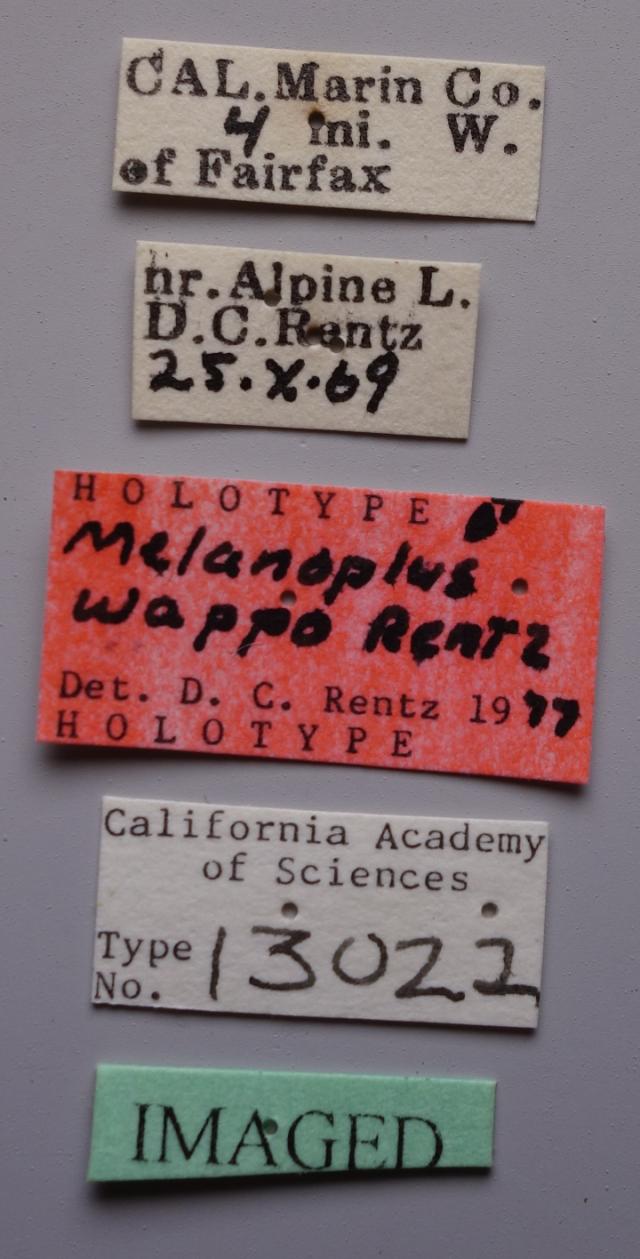 CAL. Marin Co.
4 mi. W.
of Fairfax
nr. Alpine L.
D.C.Rentz
25.X.69
HOLOTYPE ♂
Melanoplus
wappo Rentz
Det. D. C. Rentz 1977
HOLOTYPE
California Academy
of Sciences
Type
No. 13022
IMAGED